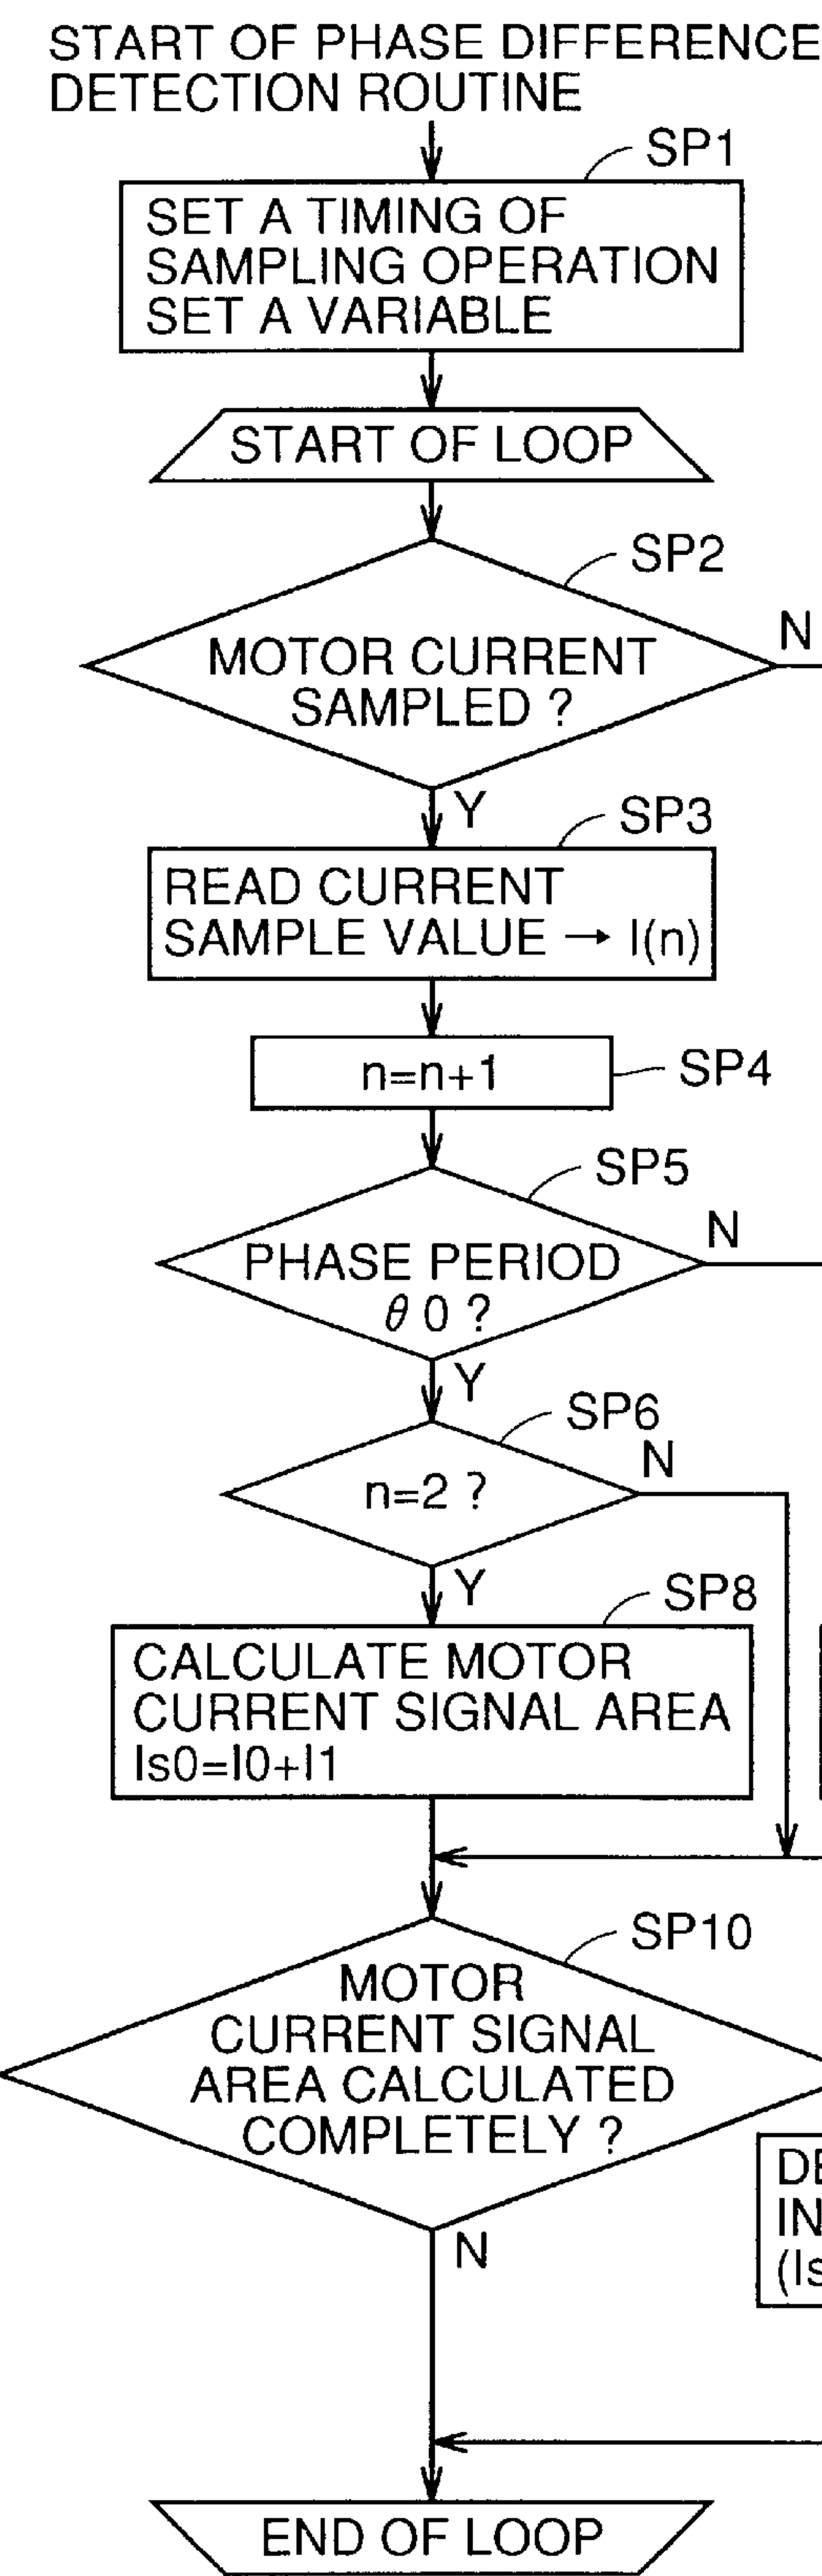 START OF PHASE DIFFERENCE
DETECTION ROUTINE
SP1
SET A TIMING OF
SAMPLING OPERATION
SET A VARIABLE
START OF LOOP
SP2
MOTOR CURRENT
SAMPLED ?
N
Y
SP3
READ CURRENT
SAMPLE VALUE → I(n)
n=n+1
SP4
SP5
PHASE PERIOD
θ 0 ?
N
Y
SP6
n=2 ?
N
Y
SP8
CALCULATE MOTOR
CURRENT SIGNAL AREA
Is0=I0+I1
SP10
MOTOR
CURRENT SIGNAL
AREA CALCULATED
COMPLETELY ?
N
END OF LOOP